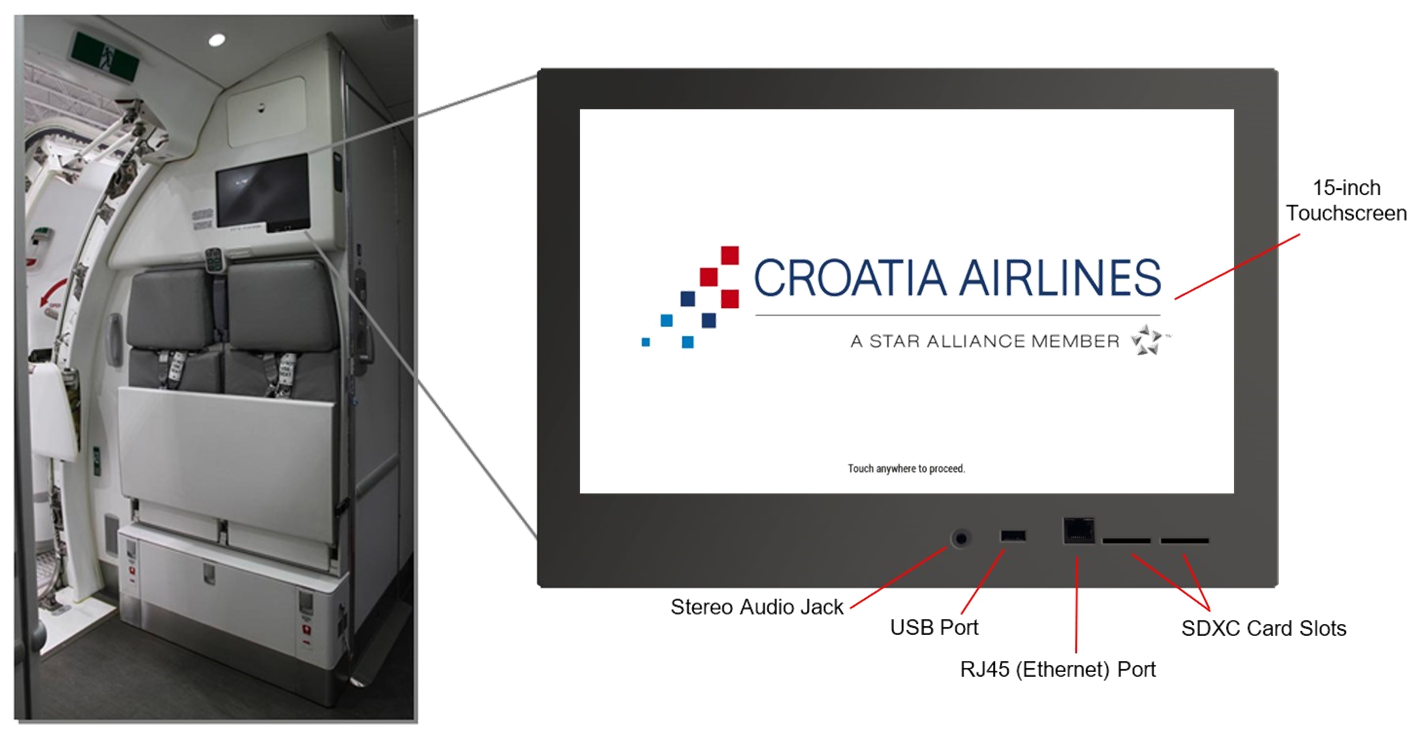 15-inch
Touchscreen
CROATIA AIRLINES
A STAR ALLIANCE MEMBER
Touch anywhere to proceed.
Stereo Audio Jack
USB Port
SDXC Card Slots
RJ45 (Ethernet) Port